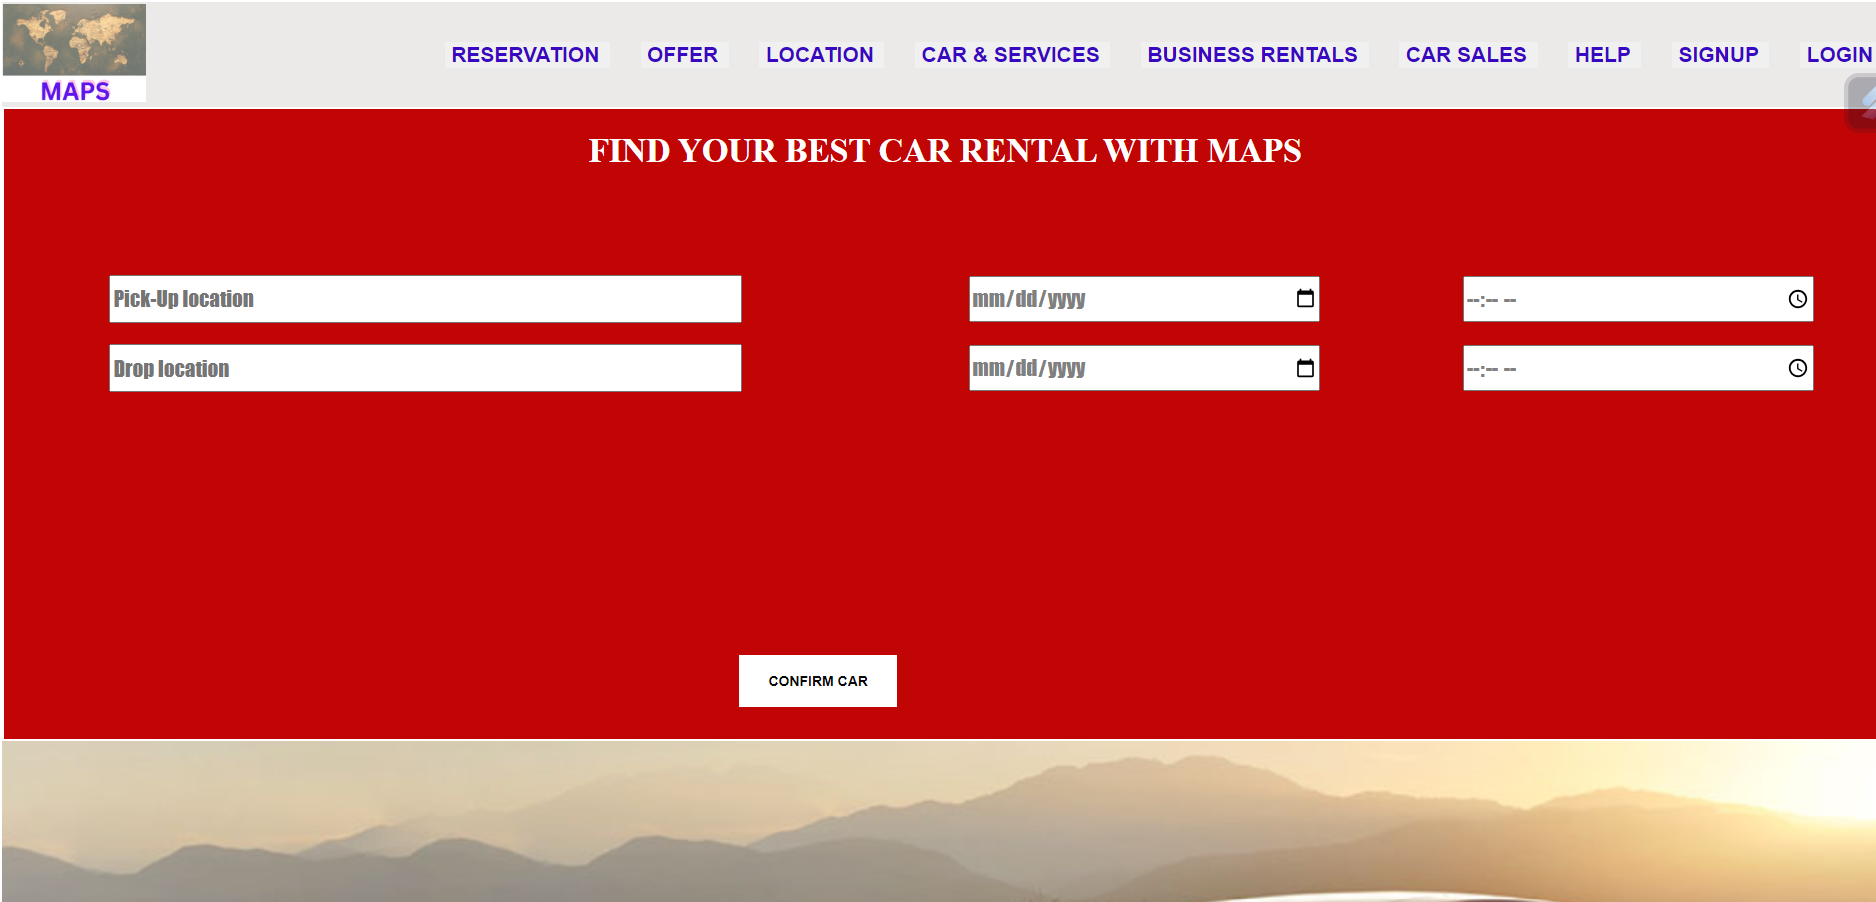 MAPS
RESERVATION OFFER LOCATION CAR & SERVICES BUSINESS RENTALS CAR SALES HELP SIGNUP LOGIN
FIND YOUR BEST CAR RENTAL WITH MAPS
Pick-Up location mm/dd/yyyy --:-- --
Drop location mm/dd/yyyy --:-- --
CONFIRM CAR